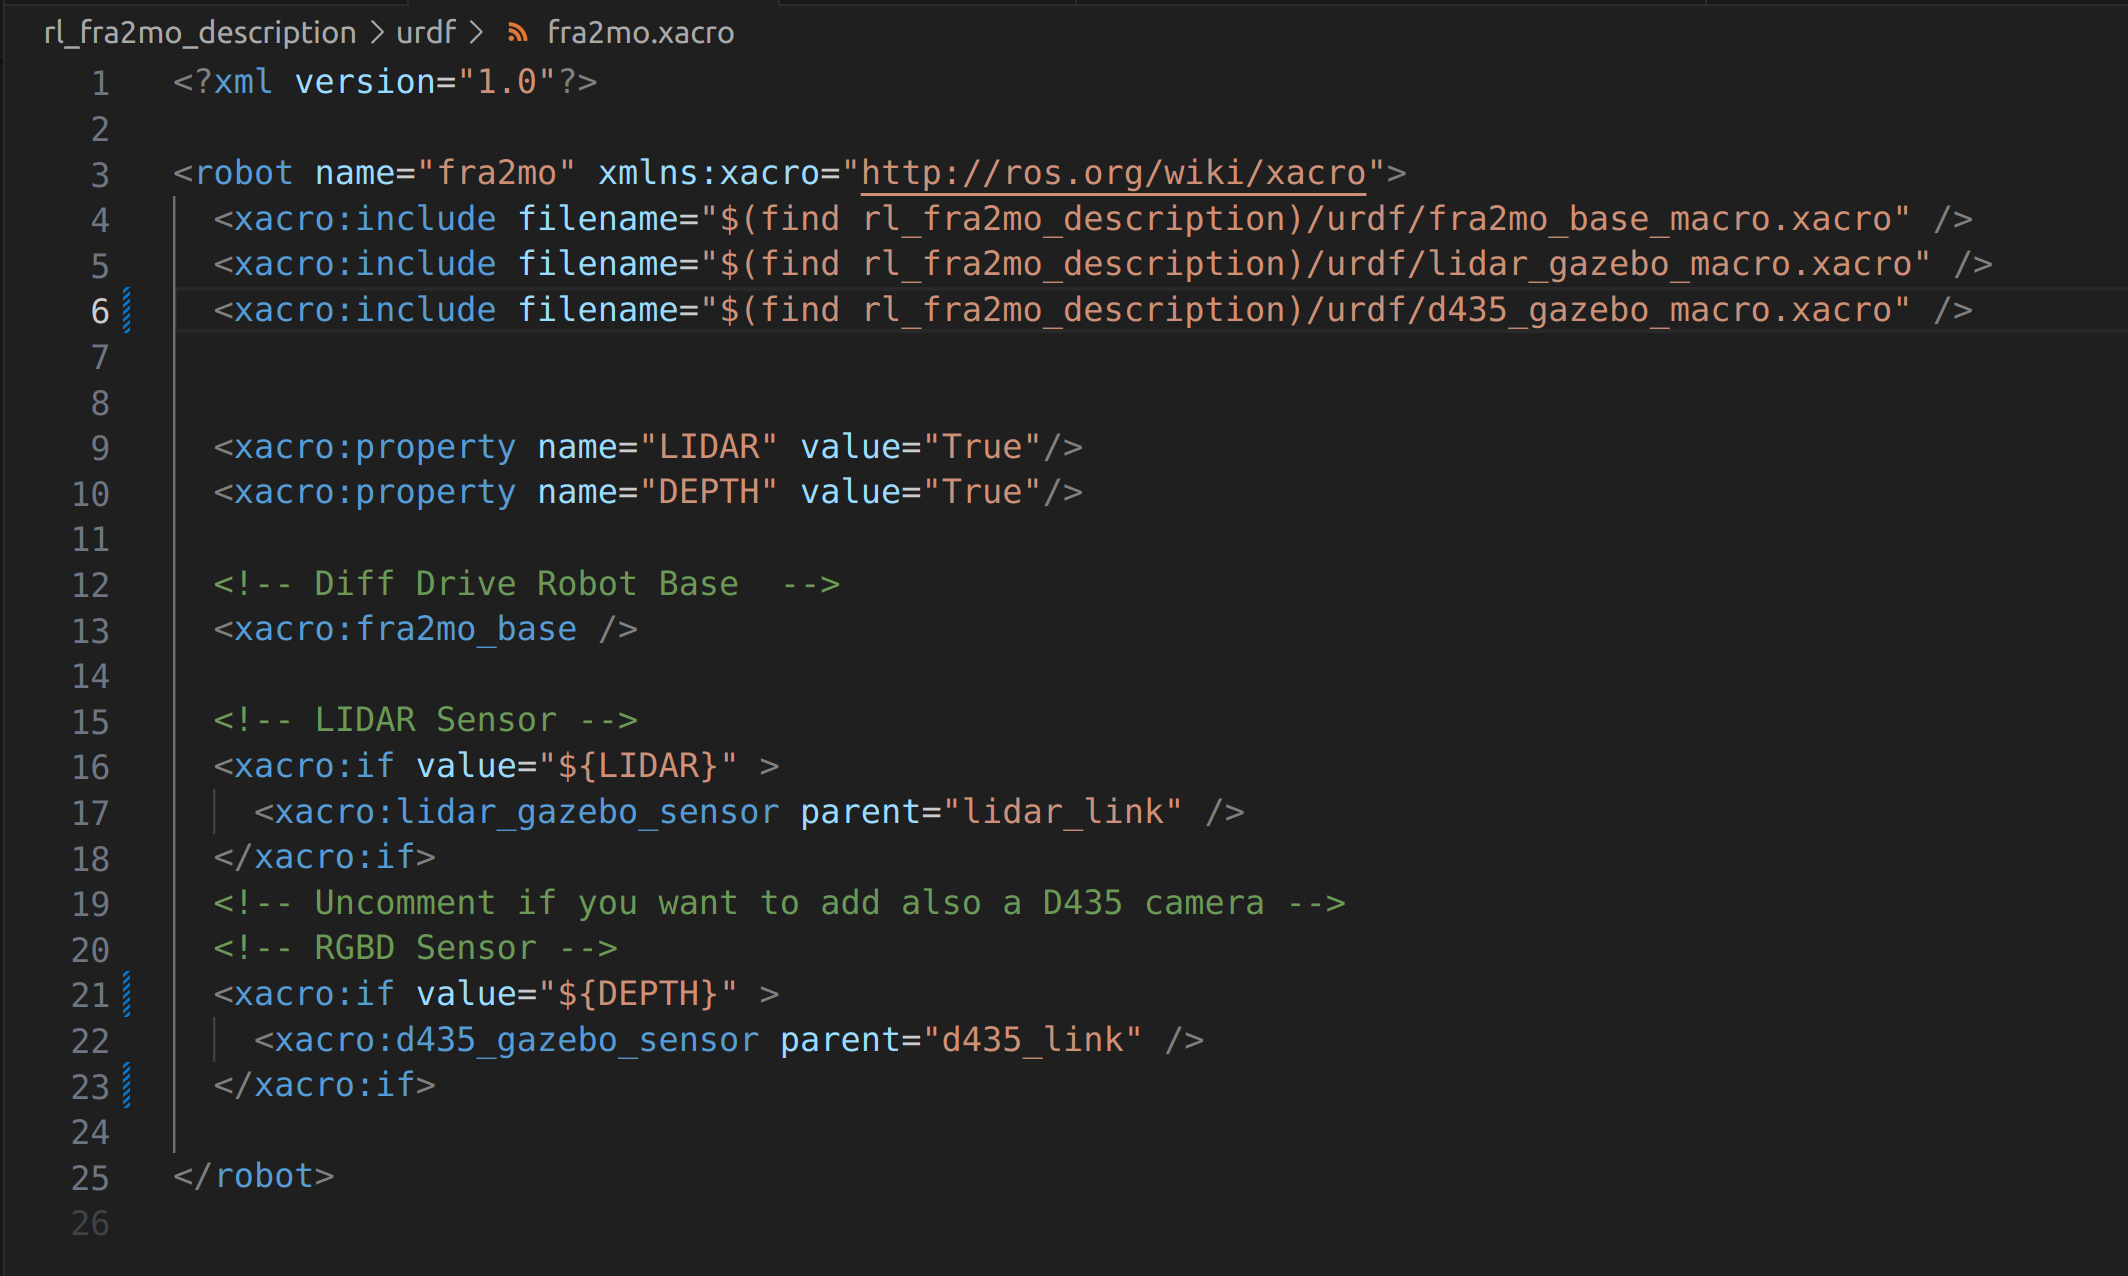 rl_fra2mo_description > urdf > fra2mo.xacro
1 <?xml version="1.0"?>
2
3 <robot name="fra2mo" xmlns:xacro="http://ros.org/wiki/xacro">
4 <xacro:include filename="$(find rl_fra2mo_description)/urdf/fra2mo_base_macro.xacro" />
5 <xacro:include filename="$(find rl_fra2mo_description)/urdf/lidar_gazebo_macro.xacro" />
6 <xacro:include filename="$(find rl_fra2mo_description)/urdf/d435_gazebo_macro.xacro" />
7
8
9 <xacro:property name="LIDAR" value="True"/>
10 <xacro:property name="DEPTH" value="True"/>
11
12 <!-- Diff Drive Robot Base  -->
13 <xacro:fra2mo_base />
14
15 <!-- LIDAR Sensor -->
16 <xacro:if value="${LIDAR}" >
17 <xacro:lidar_gazebo_sensor parent="lidar_link" />
18 </xacro:if>
19 <!-- Uncomment if you want to add also a D435 camera -->
20 <!-- RGBD Sensor -->
21 <xacro:if value="${DEPTH}" >
22 <xacro:d435_gazebo_sensor parent="d435_link" />
23 </xacro:if>
24
25 </robot>
26